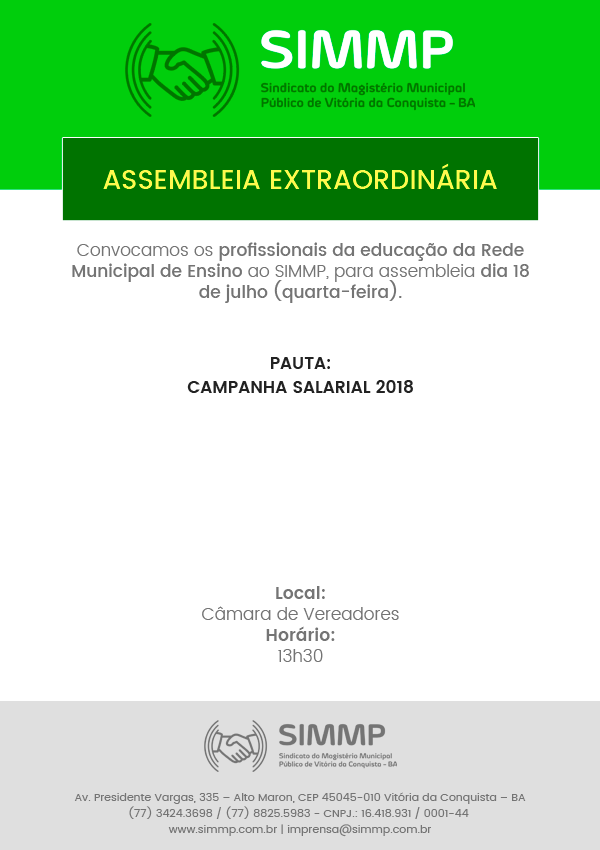 SIMMP
Sindicato do Magistério Municipal
Público de Vitória da Conquista - BA
ASSEMBLEIA EXTRAORDINÁRIA
Convocamos os profissionais da educação da Rede
Municipal de Ensino ao SIMMP, para assembleia dia 18
de julho (quarta-feira).
PAUTA:
CAMPANHA SALARIAL 2018
Local:
Câmara de Vereadores
Horário:
13h30
SIMMP
Sindicato do Magistério Municipal
Público de Vitória da Conquista - BA
Av. Presidente Vargas, 335 – Alto Maron, CEP 45045-010 Vitória da Conquista – BA
(77) 3424.3698 / (77) 8825.5983 - CNPJ.: 16.418.931 / 0001-44
www.simmp.com.br | imprensa@simmp.com.br